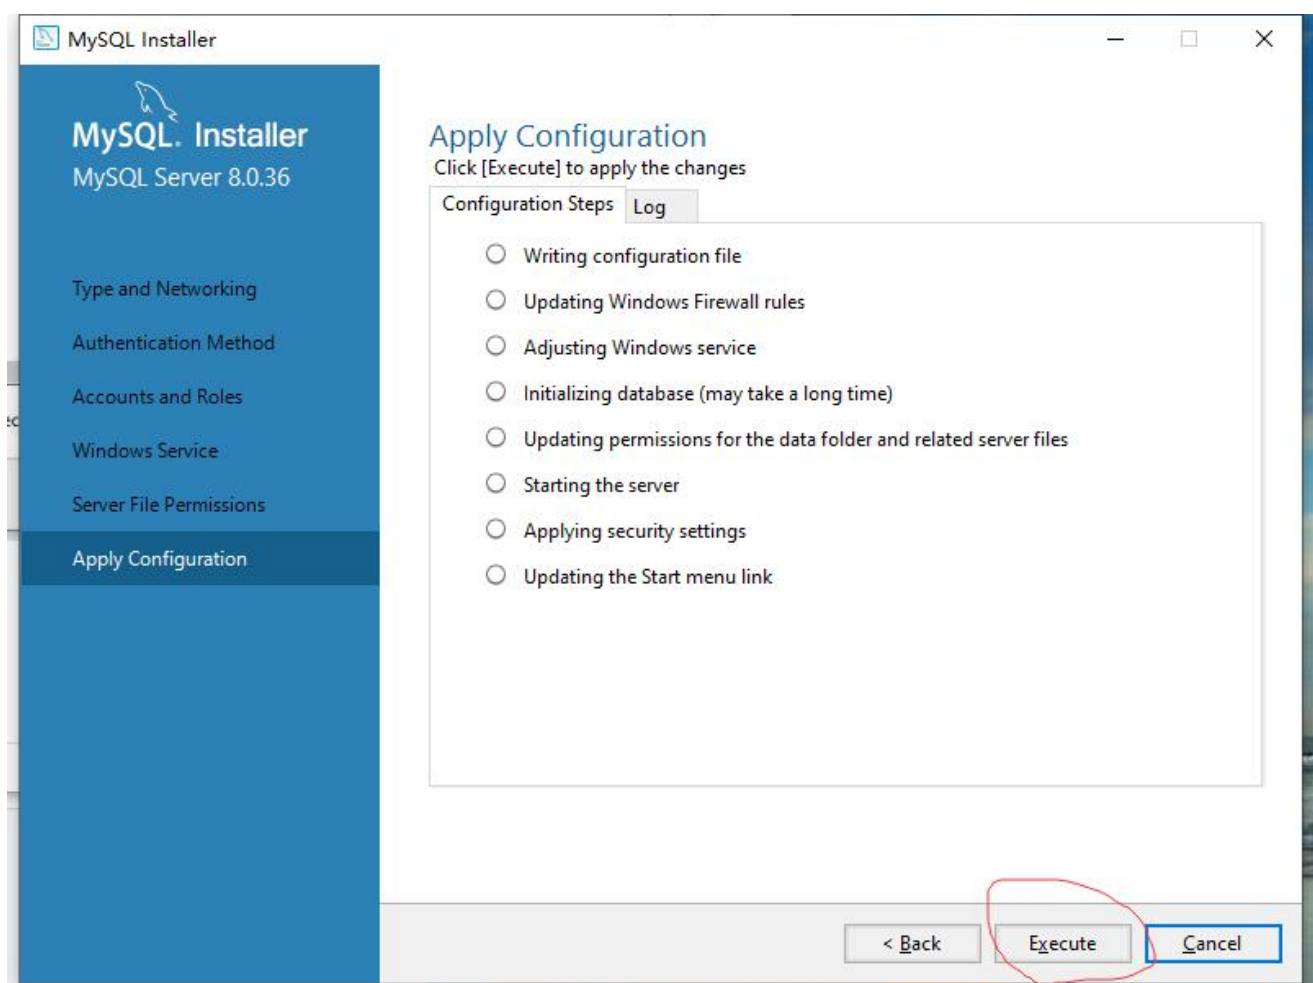 MySQL Installer
MySQL. Installer
MySQL Server 8.0.36
Type and Networking
Authentication Method
Accounts and Roles
Windows Service
Server File Permissions
Apply Configuration
Apply Configuration
Click [Execute] to apply the changes
Configuration Steps Log
Writing configuration file
Updating Windows Firewall rules
Adjusting Windows service
Initializing database (may take a long time)
Updating permissions for the data folder and related server files
Starting the server
Applying security settings
Updating the Start menu link
< Back Execute Cancel